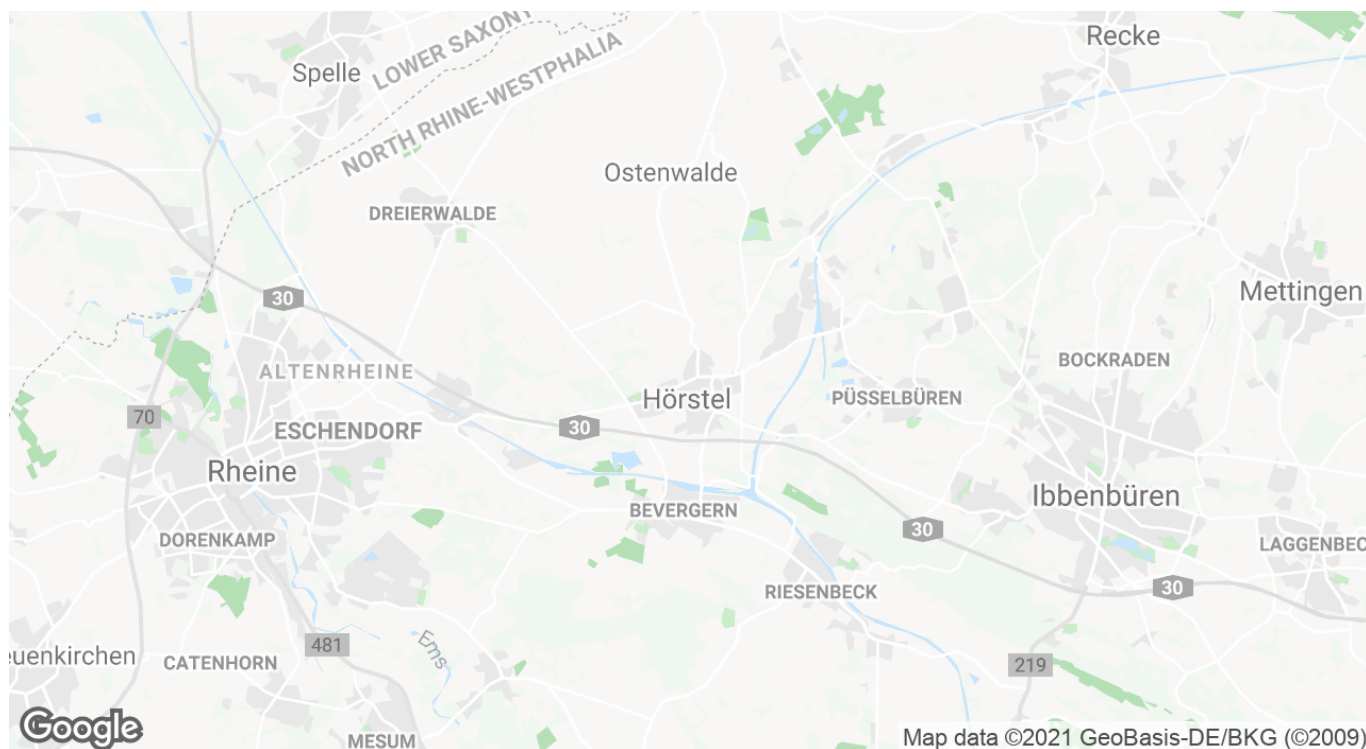 Recke
Spelle
LOWER SAXONY
NORTH RHINE-WESTPHALIA
Ostenwalde
DREIERWALDE
Mettingen
30
ALTENRHEINE
BOCKRADEN
Hörstel
PÜSSELBÜREN
70
30
ESCHENDORF
Rheine
Ibbenbüren
BEVERGERN
30
DORENKAMP
LAGGENBEC
RIESENBECK
30
481
Ems
euenkirchen
CATENHORN
219
Google
MESUM
Map data ©2021 GeoBasis-DE/BKG (©2009)